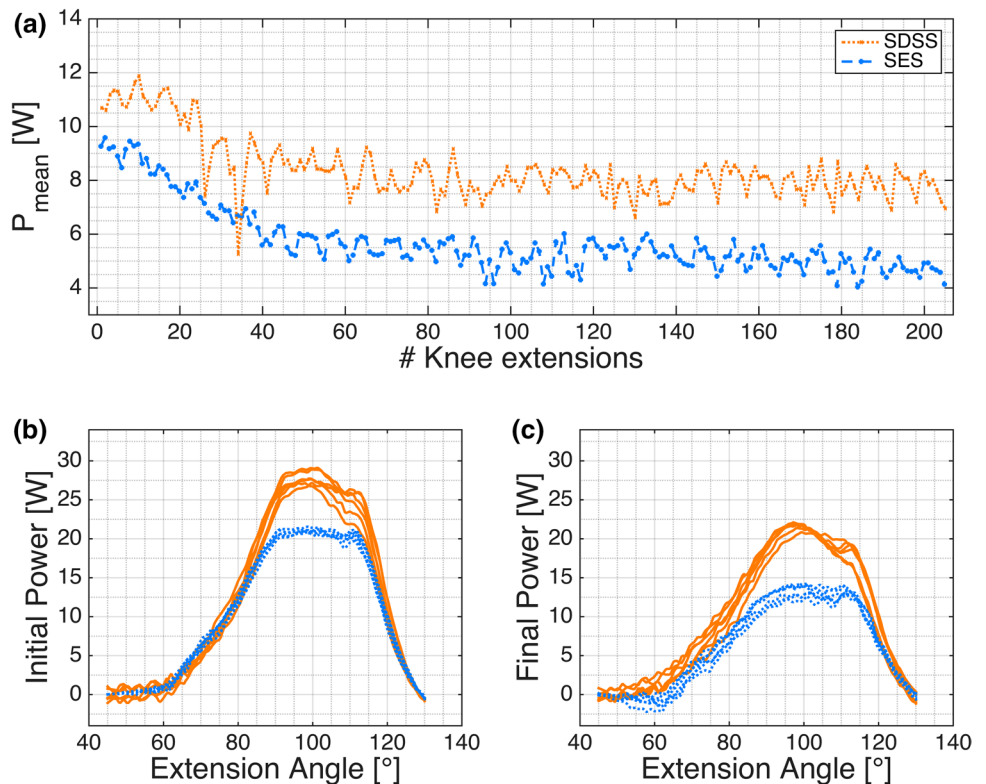 (a)
P mean [W]
14
12
10
8
6
4
SDSS
SES
0 20 40 60 80 100 120 140 160 180 200
# Knee extensions
(b)
Initial Power [W]
30
25
20
15
10
5
0
40 60 80 100 120 140
Extension Angle [°]
(c)
Final Power [W]
30
25
20
15
10
5
0
40 60 80 100 120 140
Extension Angle [°]